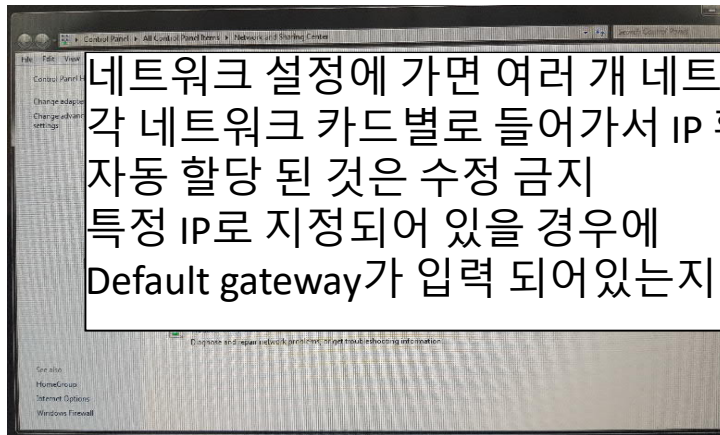 Control Panel ▸ All Control Panel Items ▸ Network and Sharing Center
Search Control Panel
File Edit View
Control Panel H
Change adapte
Change advanc
settings
네트워크 설정에 가면 여러 개 네트
각 네트워크 카드별로 들어가서 IP
자동 할당 된 것은 수정 금지
특정 IP로 지정되어 있을 경우에
Default gateway가 입력 되어있는지
Diagnose and repair network problems, or get troubleshooting information.
See also
HomeGroup
Internet Options
Windows Firewall